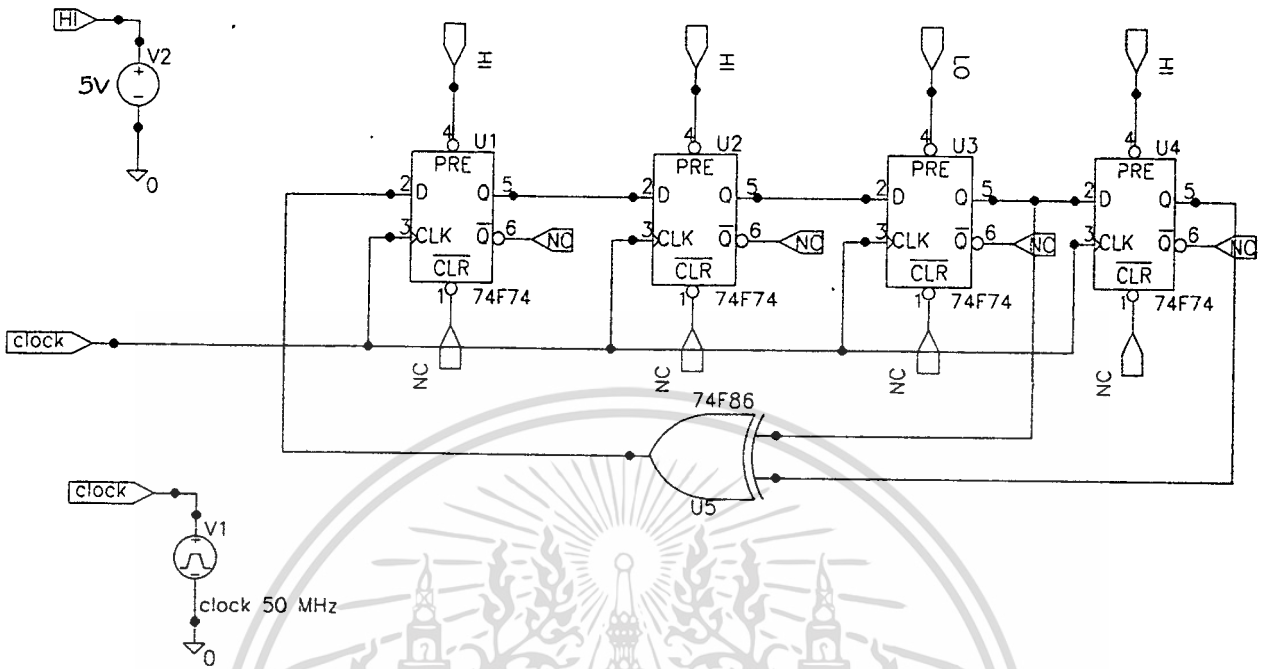 HI
V2
5V
+
−
0
HI
4
U1
PRE
2
D
Q
5
3
CLK
Q
6
NC
CLR
1
74F74
NC
HI
4
U2
PRE
2
D
Q
5
3
CLK
Q
6
NC
CLR
1
74F74
NC
LO
4
U3
PRE
2
D
Q
5
3
CLK
Q
6
NC
CLR
1
74F74
NC
HI
4
U4
PRE
2
D
Q
5
3
CLK
Q
6
NC
CLR
1
74F74
NC
clock
74F86
U5
clock
V1
+
−
clock 50 MHz
0